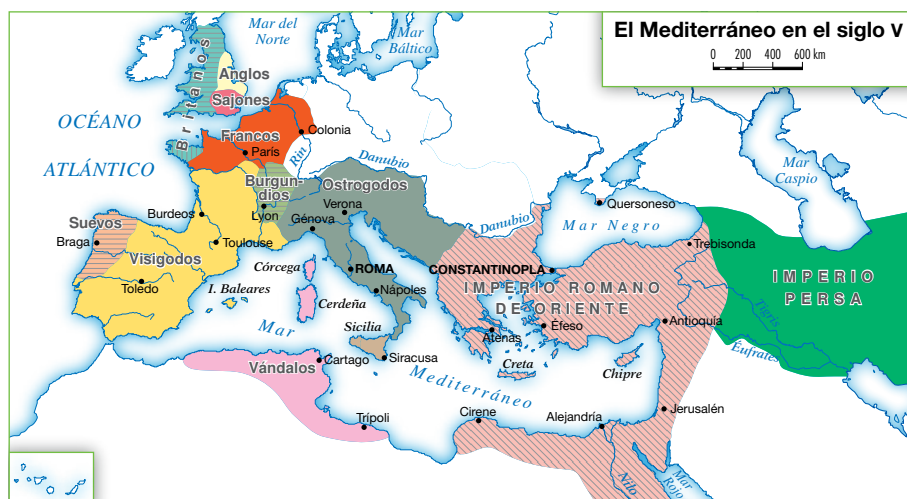 El Mediterráneo en el siglo V
0 200 400 600 km
Mar del
Norte
Mar
Báltico
OCÉANO
ATLÁNTICO
Britanos
Anglos
Sajones
Francos
Colonia
París
Rin
Danubio
Burgun-
dios
Lyon
Ostrogodos
Verona
Génova
Burdeos
Toulouse
Suevos
Braga
Visigodos
Toledo
I. Baleares
Córcega
Cerdeña
ROMA
Nápoles
Sicilia
Siracusa
Danubio
Quersoneso
Mar Negro
Mar
Caspio
Trebisonda
CONSTANTINOPLA
IMPERIO ROMANO
DE ORIENTE
IMPERIO
PERSA
Tigris
Éufrates
Antioquía
Éfeso
Atenas
Creta
Chipre
Mar
Mediterráneo
Vándalos
Cartago
Trípoli
Cirene
Alejandría
Jerusalén
Nilo
Mar
Rojo